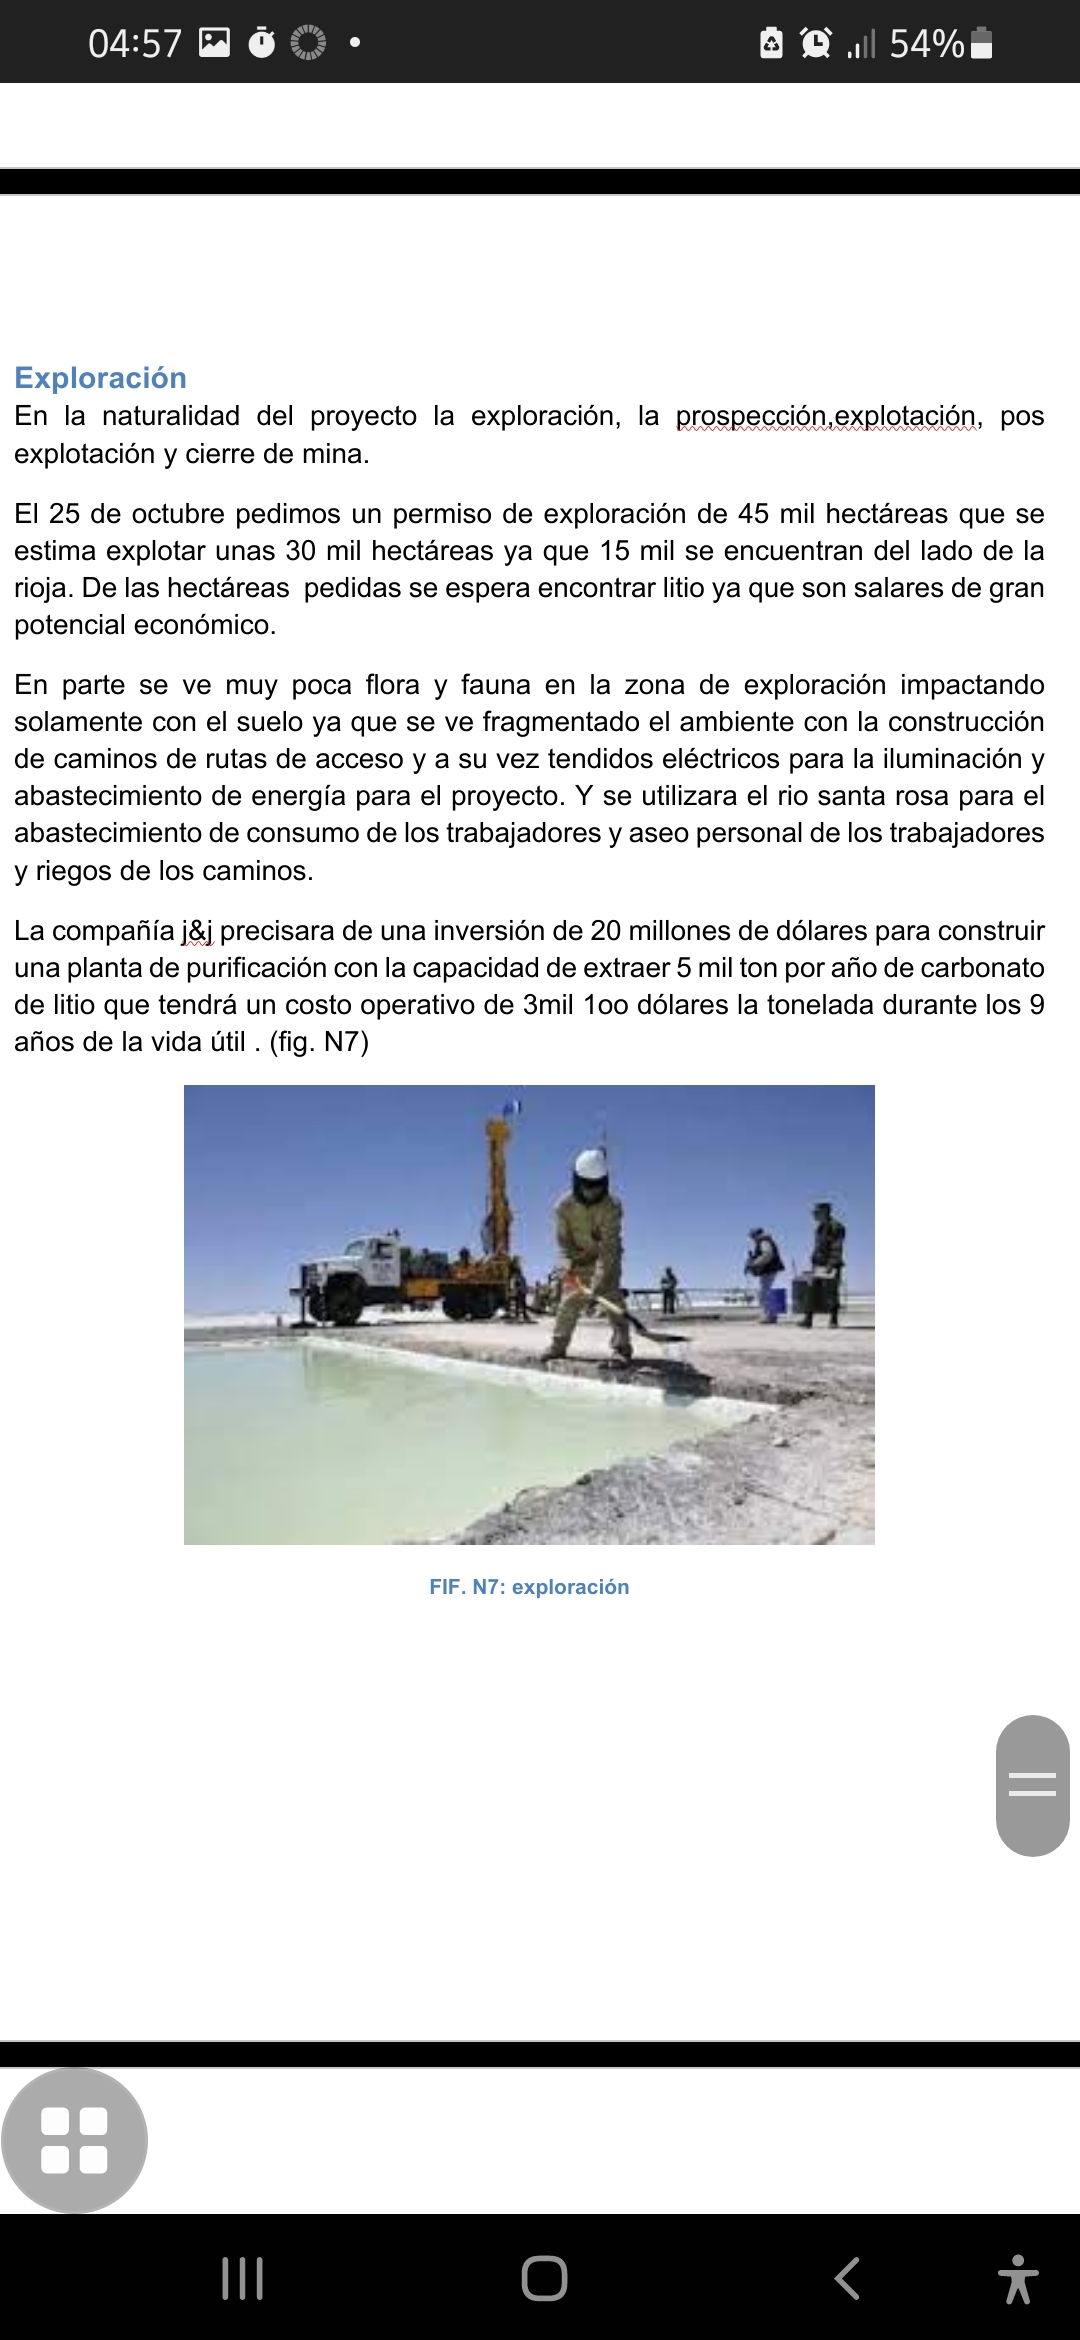 04:57
54%
Exploración
En la naturalidad del proyecto la exploración, la prospección,explotación, pos
explotación y cierre de mina.
El 25 de octubre pedimos un permiso de exploración de 45 mil hectáreas que se
estima explotar unas 30 mil hectáreas ya que 15 mil se encuentran del lado de la
rioja. De las hectáreas  pedidas se espera encontrar litio ya que son salares de gran
potencial económico.
En parte se ve muy poca flora y fauna en la zona de exploración impactando
solamente con el suelo ya que se ve fragmentado el ambiente con la construcción
de caminos de rutas de acceso y a su vez tendidos eléctricos para la iluminación y
abastecimiento de energía para el proyecto. Y se utilizara el rio santa rosa para el
abastecimiento de consumo de los trabajadores y aseo personal de los trabajadores
y riegos de los caminos.
La compañía j&j precisara de una inversión de 20 millones de dólares para construir
una planta de purificación con la capacidad de extraer 5 mil ton por año de carbonato
de litio que tendrá un costo operativo de 3mil 1oo dólares la tonelada durante los 9
años de la vida útil . (fig. N7)
FIF. N7: exploración